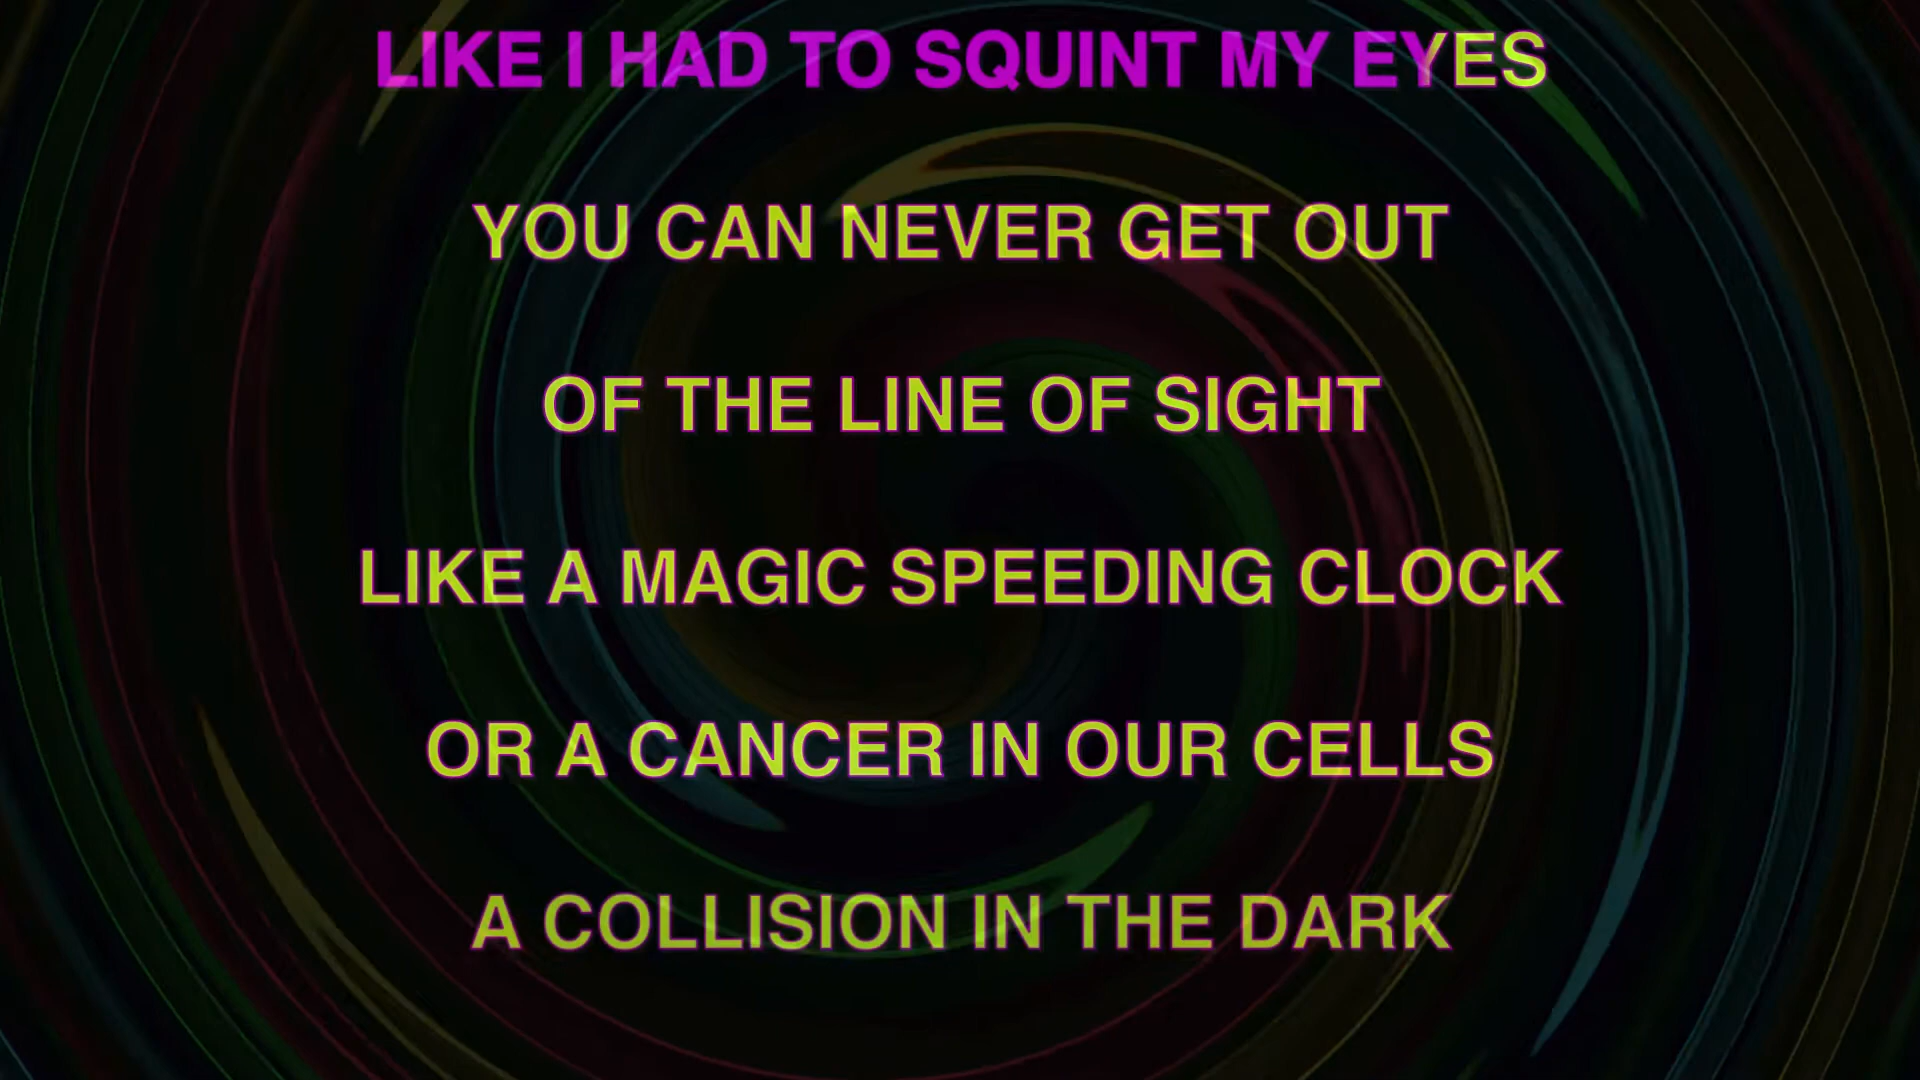 LIKE I HAD TO SQUINT MY EYES
YOU CAN NEVER GET OUT
OF THE LINE OF SIGHT
LIKE A MAGIC SPEEDING CLOCK
OR A CANCER IN OUR CELLS
A COLLISION IN THE DARK